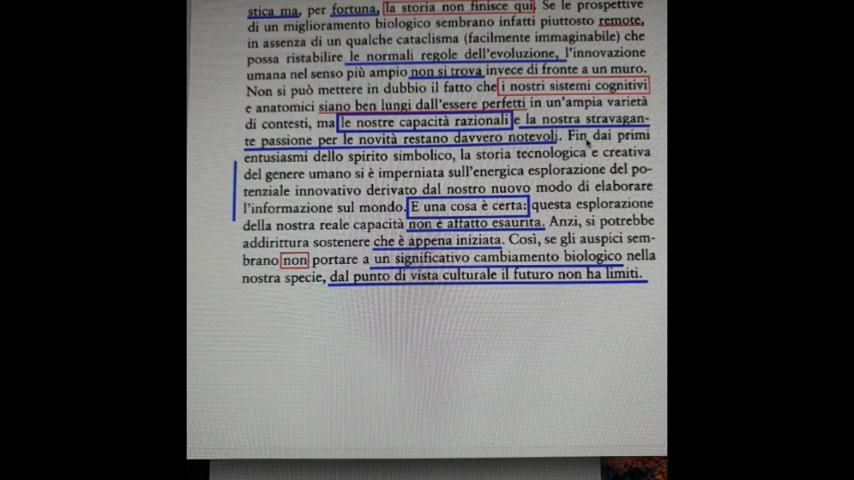 stica ma, per fortuna, la storia non finisce qui. Se le prospettive
di un miglioramento biologico sembrano infatti piuttosto remote,
in assenza di un qualche cataclisma (facilmente immaginabile) che
possa ristabilire le normali regole dell'evoluzione, l'innovazione
umana nel senso più ampio non si trova invece di fronte a un muro.
Non si può mettere in dubbio il fatto che i nostri sistemi cognitivi
e anatomici siano ben lungi dall'essere perfetti in un'ampia varietà
di contesti, ma le nostre capacità razionali e la nostra stravagan-
te passione per le novità restano davvero notevoli. Fin dai primi
entusiasmi dello spirito simbolico, la storia tecnologica e creativa
del genere umano si è imperniata sull'energica esplorazione del po-
tenziale innovativo derivato dal nostro nuovo modo di elaborare
l'informazione sul mondo. E una cosa è certa: questa esplorazione
della nostra reale capacità non è affatto esaurita. Anzi, si potrebbe
addirittura sostenere che è appena iniziata. Così, se gli auspici sem-
brano non portare a un significativo cambiamento biologico nella
nostra specie, dal punto di vista culturale il futuro non ha limiti.